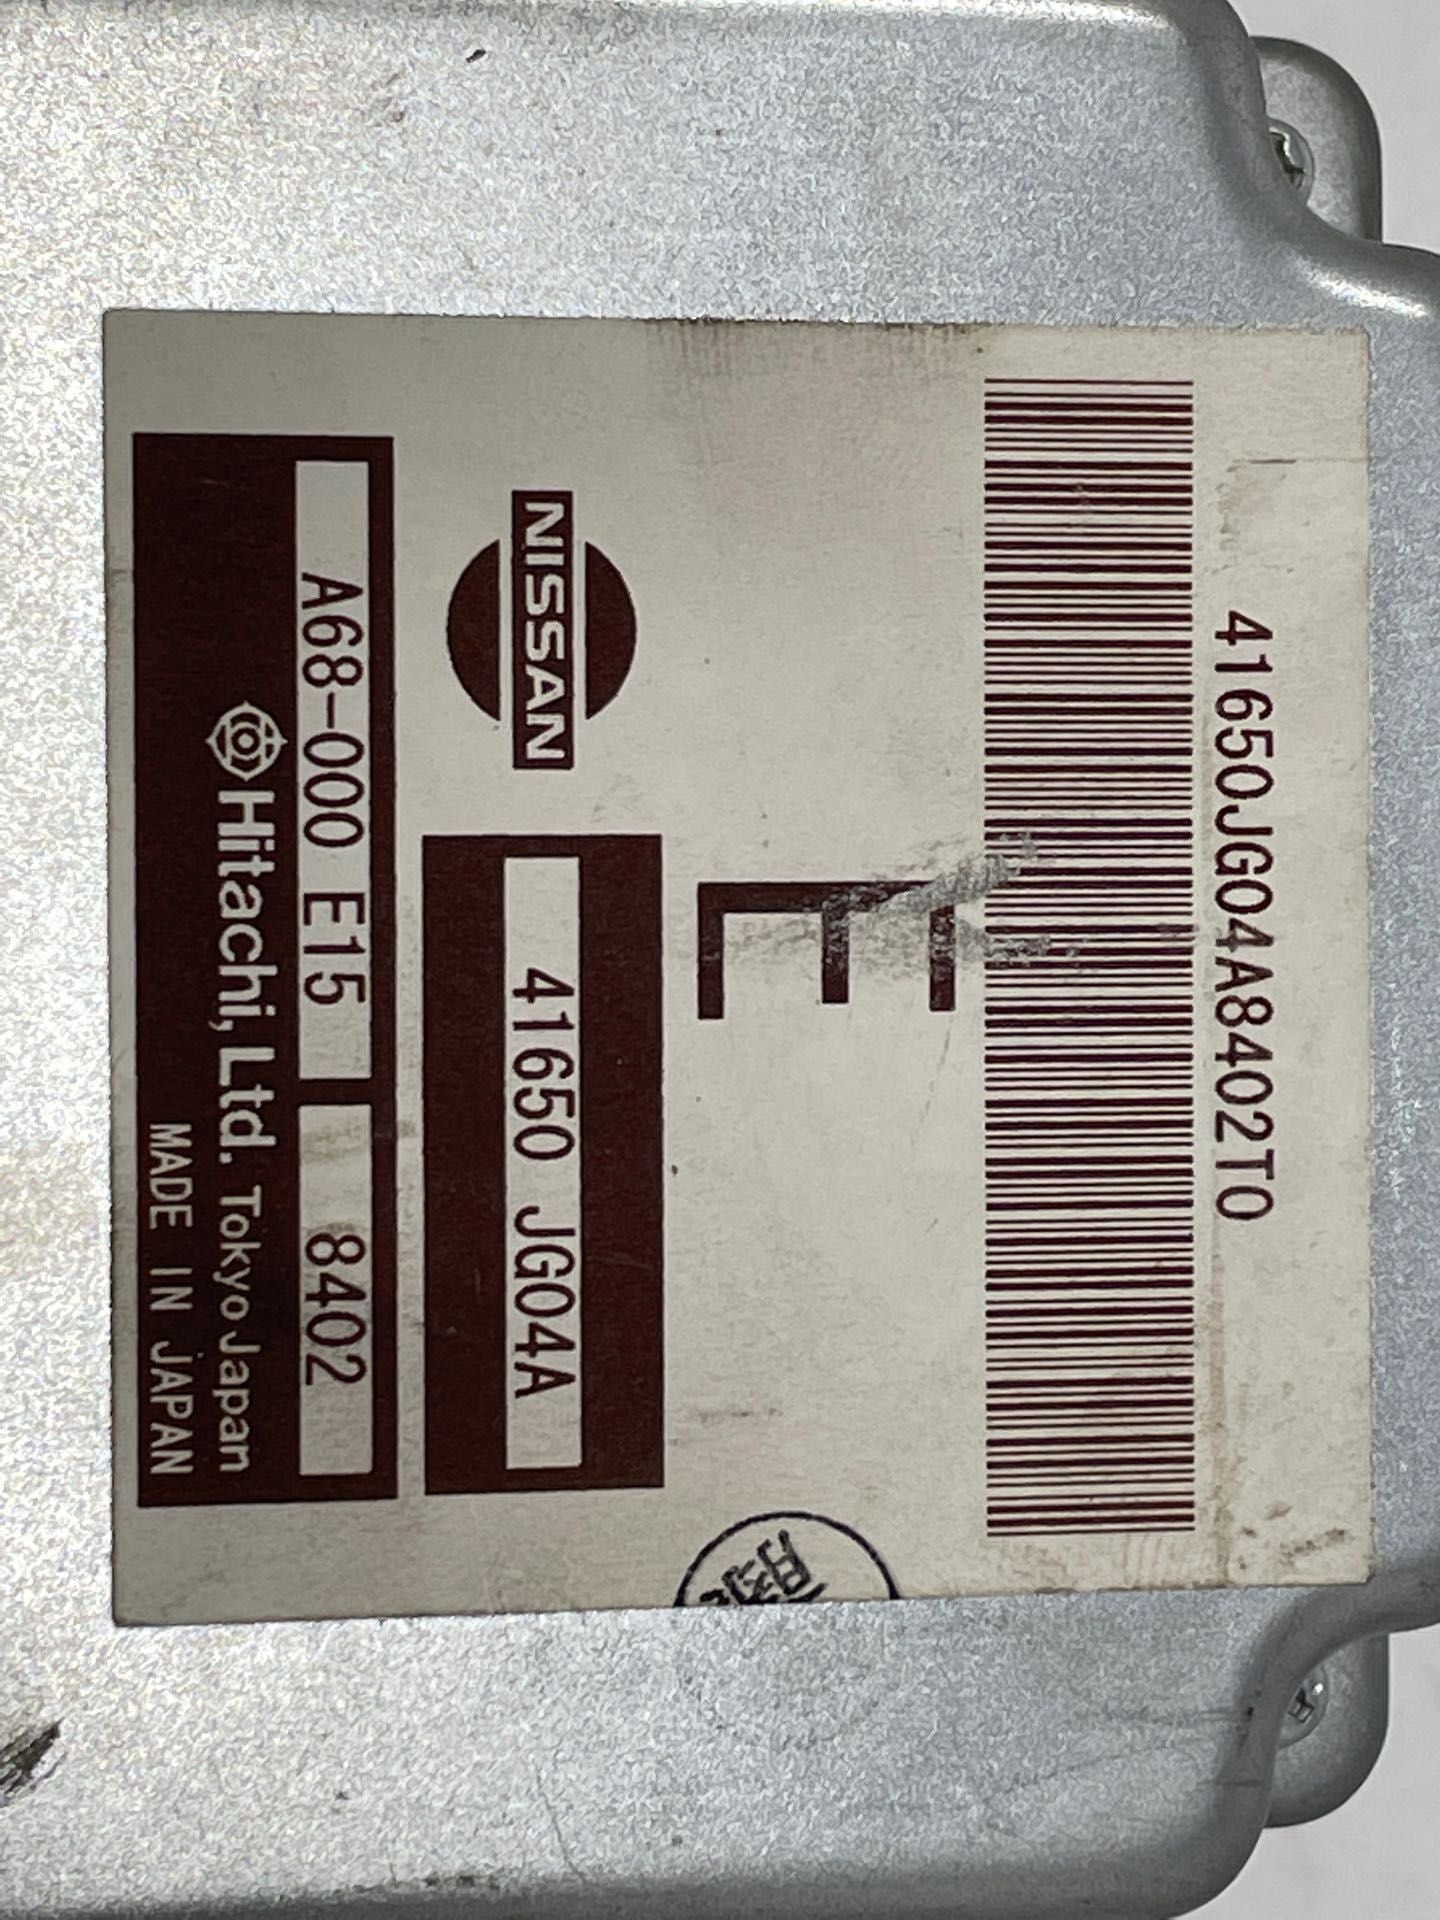 41650JG04A8402T0
E
NISSAN
41650 JG04A
A68-000 E15 8402
Hitachi, Ltd. Tokyo Japan
MADE IN JAPAN